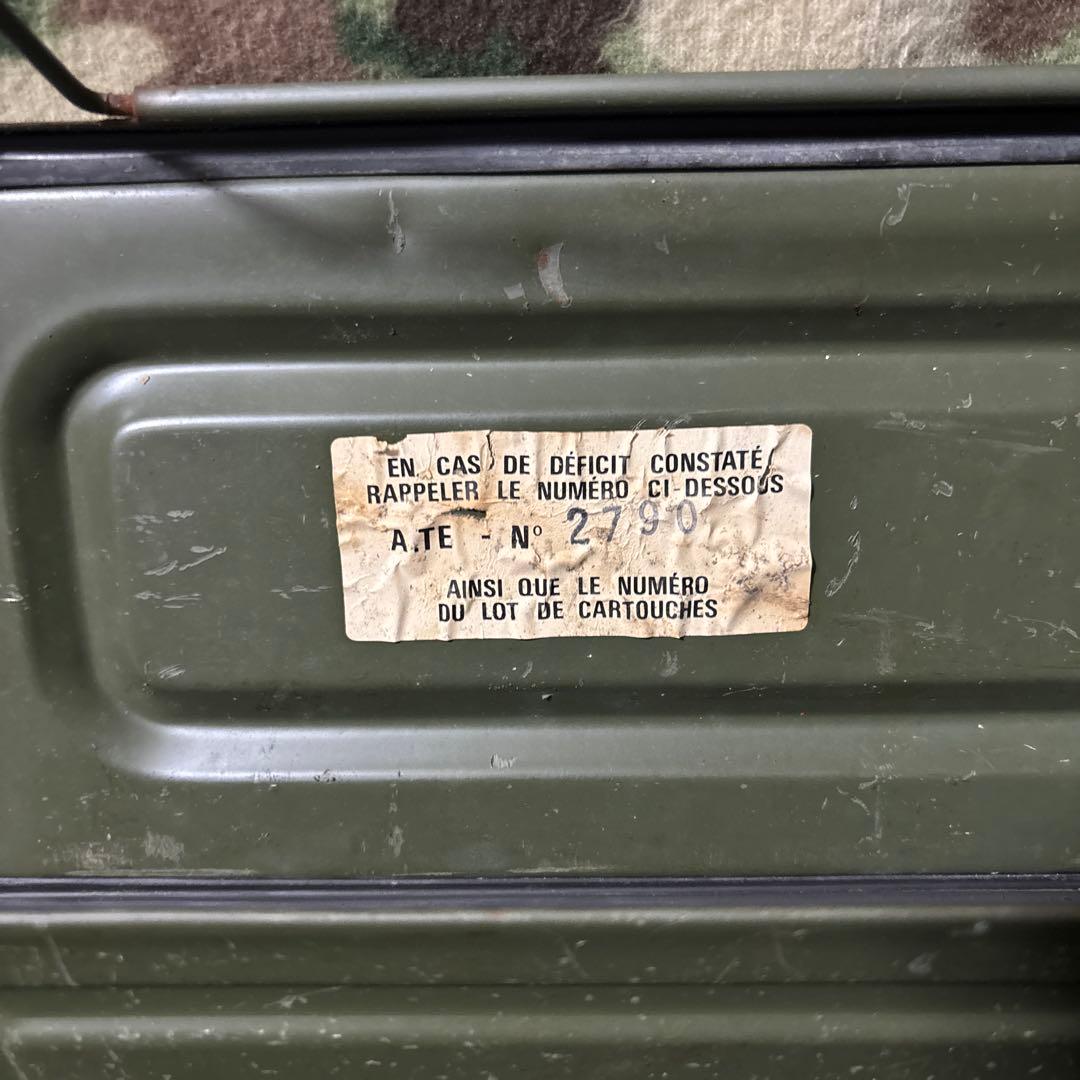 EN CAS DE DÉFICIT CONSTATÉ
RAPPELER LE NUMÉRO CI-DESSOUS
A.TE - Nº 2790
AINSI QUE LE NUMÉRO
DU LOT DE CARTOUCHES